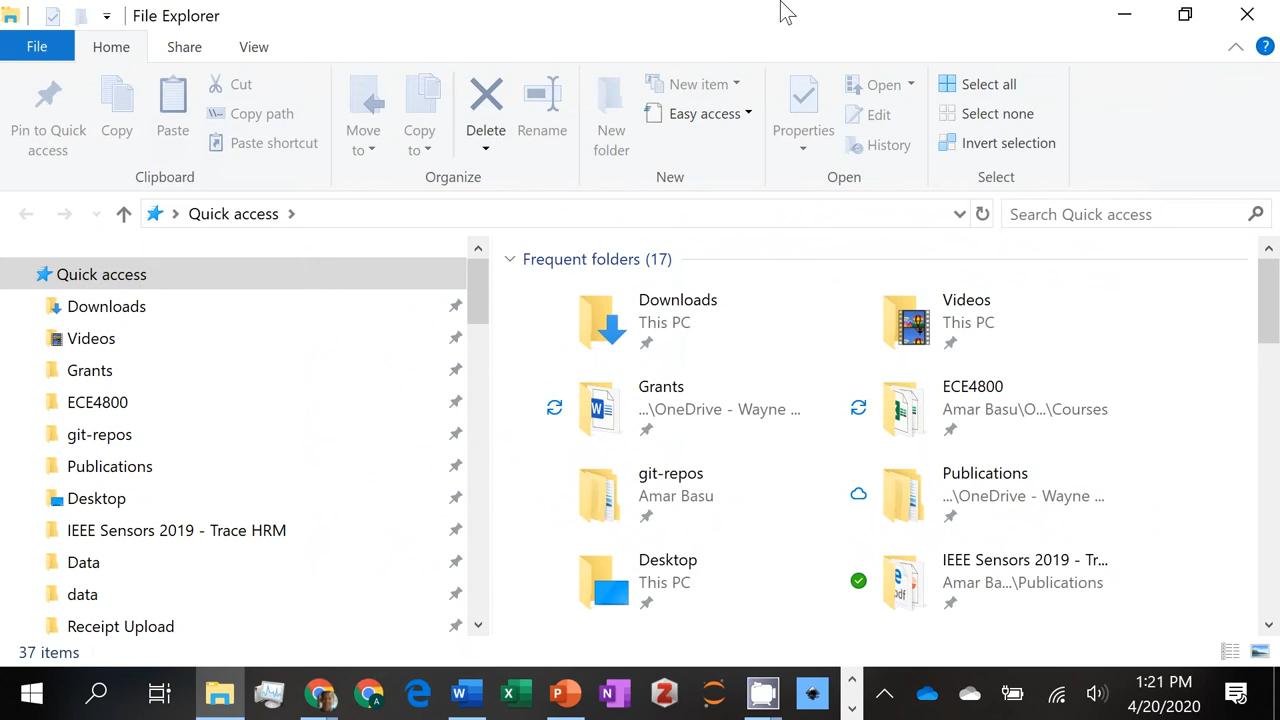 File Explorer
File
Home
Share
View
Pin to Quick access
Copy
Paste
Cut
Copy path
Paste shortcut
Clipboard
Move to
Copy to
Delete
Rename
Organize
New folder
New item
Easy access
New
Properties
Open
Edit
History
Open
Select all
Select none
Invert selection
Select
Quick access
Search Quick access
Quick access
Downloads
Videos
Grants
ECE4800
git-repos
Publications
Desktop
IEEE Sensors 2019 - Trace HRM
Data
data
Receipt Upload
Frequent folders (17)
Downloads
This PC
Videos
This PC
Grants
...\OneDrive - Wayne ...
ECE4800
Amar Basu\O...\Courses
git-repos
Amar Basu
Publications
...\OneDrive - Wayne ...
Desktop
This PC
IEEE Sensors 2019 - Tr...
Amar Ba...\Publications
37 items
1:21 PM
4/20/2020